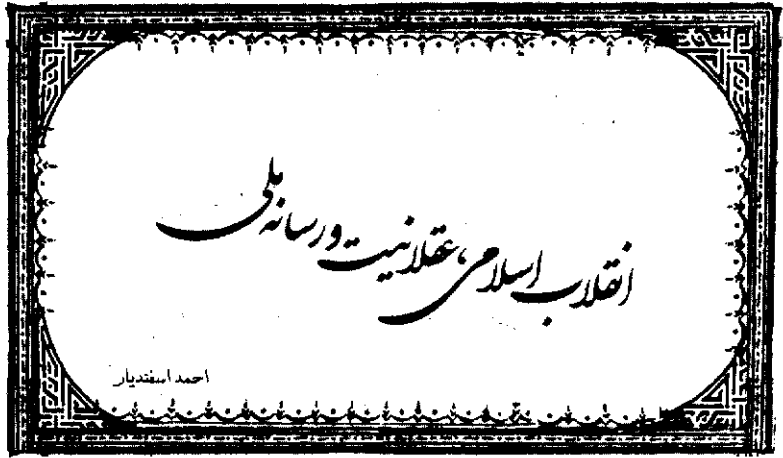 انقلاب اسلامی، عقلانیت و رسانه ملی
احمد اسفندیار